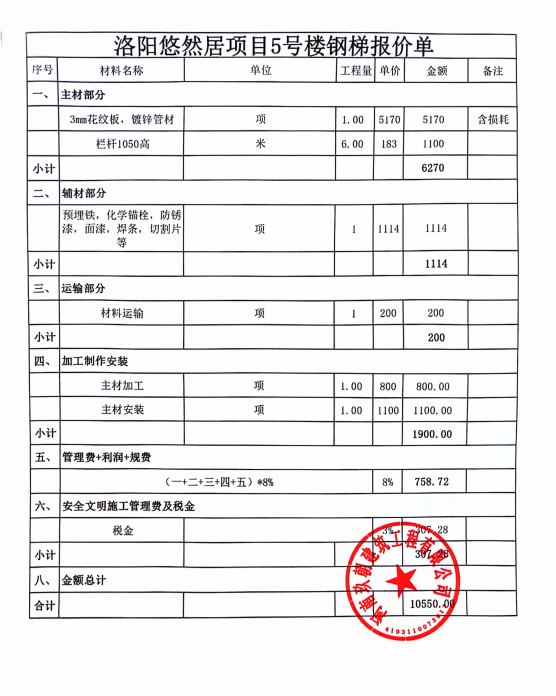 洛阳悠然居项目5号楼钢梯报价单
序号 材料名称 单位 工程量 单价 金额 备注
一、 主材部分
3mm花纹板,镀锌管材 项 1.00 5170 5170 含损耗
栏杆1050高 米 6.00 183 1100
小计 6270
二、 辅材部分
预埋铁,化学锚栓,防锈
漆,面漆,焊条,切割片
等 项 1 1114 1114
小计 1114
三、 运输部分
材料运输 项 1 200 200
小计 200
四、 加工制作安装
主材加工 项 1.00 800 800.00
主材安装 项 1.00 1100 1100.00
小计 1900.00
五、 管理费+利润+规费
(一+二+三+四+五)*8% 8% 758.72
六、 安全文明施工管理费及税金
税金 3% 307.28
小计 307.28
八、 金额总计
合计 10550.00
河南玖朝建筑工程有限公司